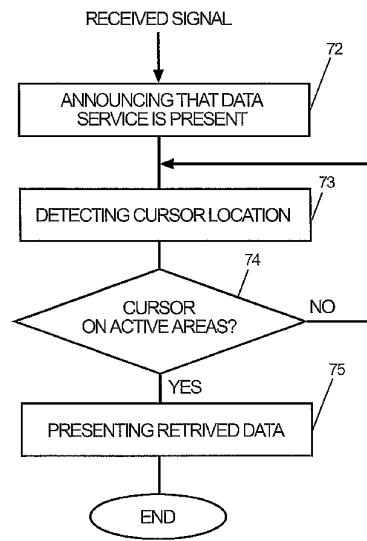 RECEIVED SIGNAL
72
ANNOUNCING THAT DATA
SERVICE IS PRESENT
73
DETECTING CURSOR LOCATION
74
CURSOR
ON ACTIVE AREAS?
NO
YES
75
PRESENTING RETRIVED DATA
END